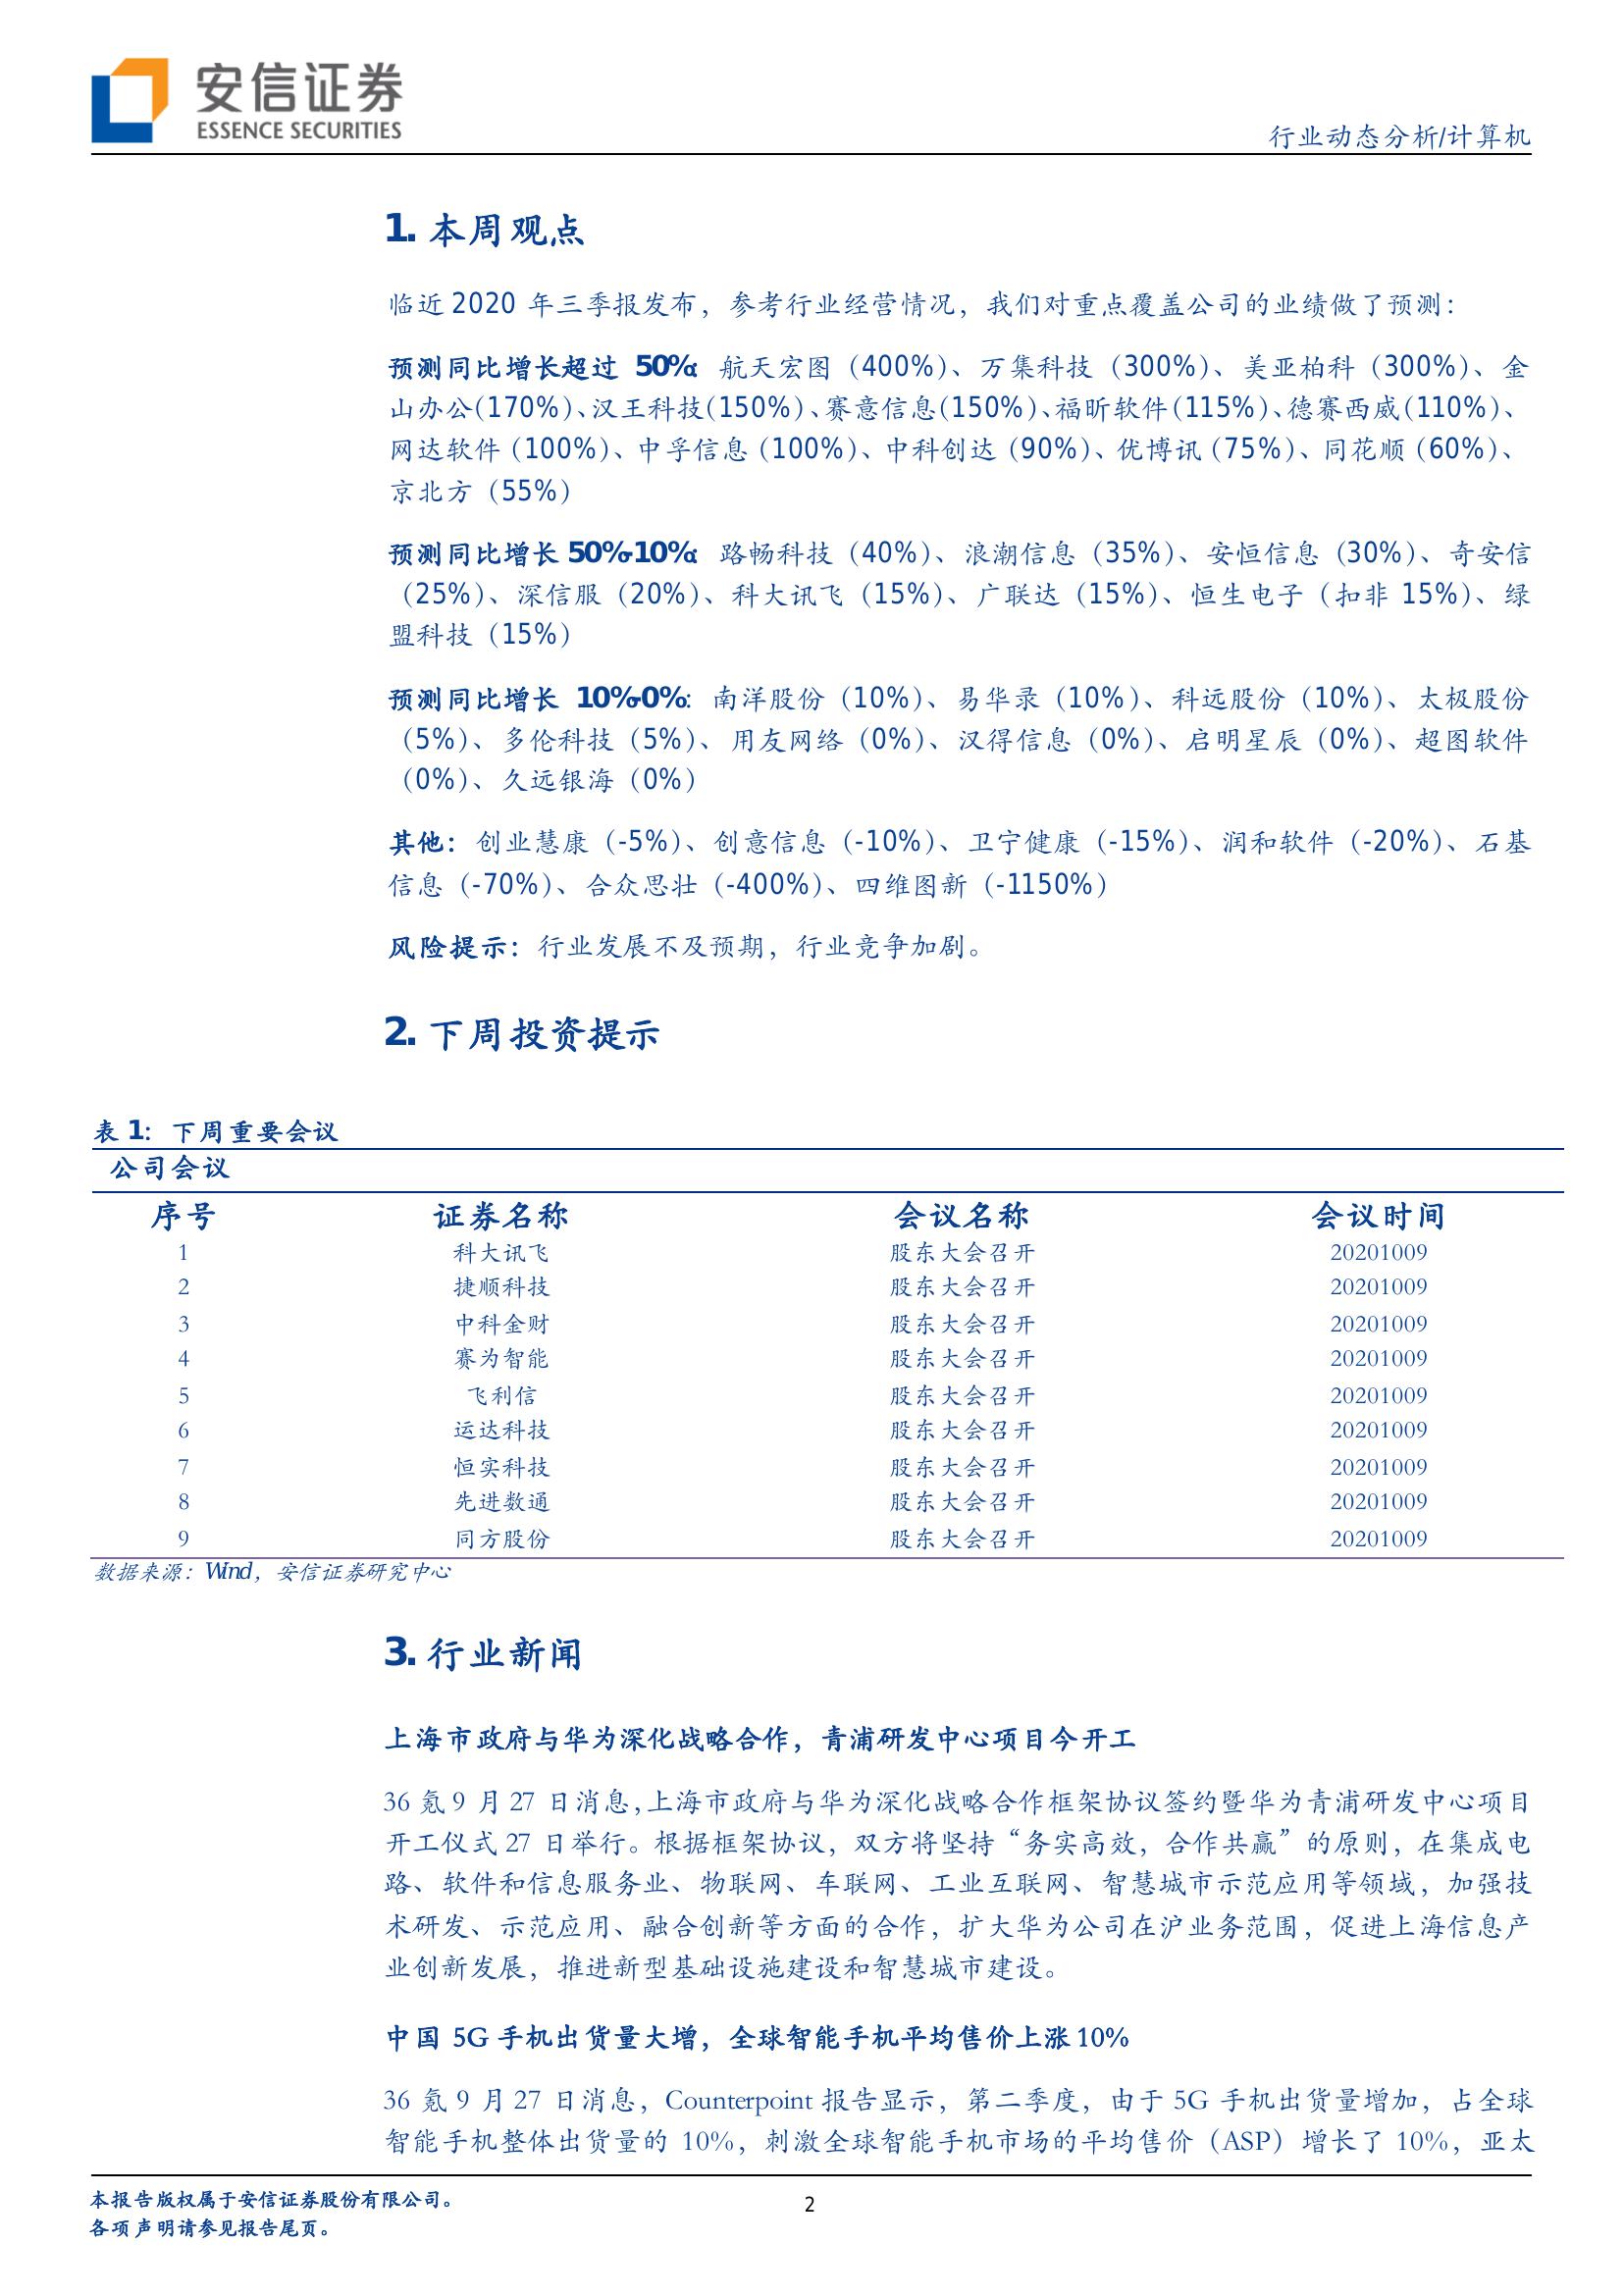 安信证券
ESSENCE SECURITIES
行业动态分析/计算机
1. 本周观点
临近 2020 年三季报发布，参考行业经营情况，我们对重点覆盖公司的业绩做了预测：
预测同比增长超过 50%：航天宏图（400%）、万集科技（300%）、美亚柏科（300%）、金
山办公(170%)、汉王科技(150%)、赛意信息(150%)、福昕软件(115%)、德赛西威(110%)、
网达软件（100%）、中孚信息（100%）、中科创达（90%）、优博讯（75%）、同花顺（60%）、
京北方（55%）
预测同比增长 50%-10%：路畅科技（40%）、浪潮信息（35%）、安恒信息（30%）、奇安信
（25%）、深信服（20%）、科大讯飞（15%）、广联达（15%）、恒生电子（扣非 15%）、绿
盟科技（15%）
预测同比增长 10%-0%：南洋股份（10%）、易华录（10%）、科远股份（10%）、太极股份
（5%）、多伦科技（5%）、用友网络（0%）、汉得信息（0%）、启明星辰（0%）、超图软件
（0%）、久远银海（0%）
其他：创业慧康（-5%）、创意信息（-10%）、卫宁健康（-15%）、润和软件（-20%）、石基
信息（-70%）、合众思壮（-400%）、四维图新（-1150%）
风险提示：行业发展不及预期，行业竞争加剧。
2. 下周投资提示
表 1：下周重要会议
公司会议
序号 证券名称 会议名称 会议时间
1 科大讯飞 股东大会召开 20201009
2 捷顺科技 股东大会召开 20201009
3 中科金财 股东大会召开 20201009
4 赛为智能 股东大会召开 20201009
5 飞利信 股东大会召开 20201009
6 运达科技 股东大会召开 20201009
7 恒实科技 股东大会召开 20201009
8 先进数通 股东大会召开 20201009
9 同方股份 股东大会召开 20201009
数据来源：Wind，安信证券研究中心
3. 行业新闻
上海市政府与华为深化战略合作，青浦研发中心项目今开工
36 氪 9 月 27 日消息，上海市政府与华为深化战略合作框架协议签约暨华为青浦研发中心项目
开工仪式 27 日举行。根据框架协议，双方将坚持“务实高效，合作共赢”的原则，在集成电
路、软件和信息服务业、物联网、车联网、工业互联网、智慧城市示范应用等领域，加强技
术研发、示范应用、融合创新等方面的合作，扩大华为公司在沪业务范围，促进上海信息产
业创新发展，推进新型基础设施建设和智慧城市建设。
中国 5G 手机出货量大增，全球智能手机平均售价上涨 10%
36 氪 9 月 27 日消息，Counterpoint 报告显示，第二季度，由于 5G 手机出货量增加，占全球
智能手机整体出货量的 10%，刺激全球智能手机市场的平均售价（ASP）增长了 10%，亚太
本报告版权属于安信证券股份有限公司。
各项声明请参见报告尾页。
2